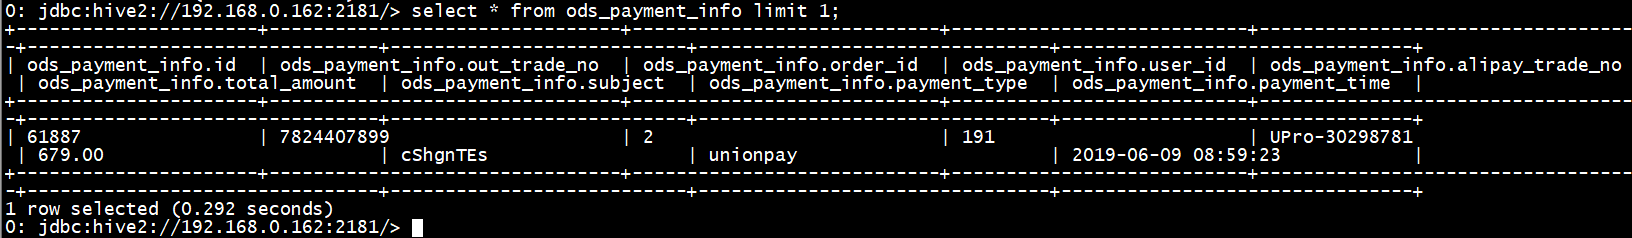 0: jdbc:hive2://192.168.0.162:2181/> select * from ods_payment_info limit 1;
+-----------------------+----------------------------------+-----------------------------+-----------------------------+-----------------------------------
-+---------------------------------+----------------------------+----------------------------------+----------------------------------+
| ods_payment_info.id  | ods_payment_info.out_trade_no  | ods_payment_info.order_id  | ods_payment_info.user_id  | ods_payment_info.alipay_trade_no
 | ods_payment_info.total_amount  | ods_payment_info.subject  | ods_payment_info.payment_type  | ods_payment_info.payment_time  |
+-----------------------+----------------------------------+-----------------------------+-----------------------------+-----------------------------------
-+---------------------------------+----------------------------+----------------------------------+----------------------------------+
| 61887                | 7824407899                     | 2                          | 191                       | UPro-30298781
 | 679.00                         | cShgnTEs                  | unionpay                       | 2019-06-09 08:59:23            |
+-----------------------+----------------------------------+-----------------------------+-----------------------------+-----------------------------------
-+---------------------------------+----------------------------+----------------------------------+----------------------------------+
1 row selected (0.292 seconds)
0: jdbc:hive2://192.168.0.162:2181/>